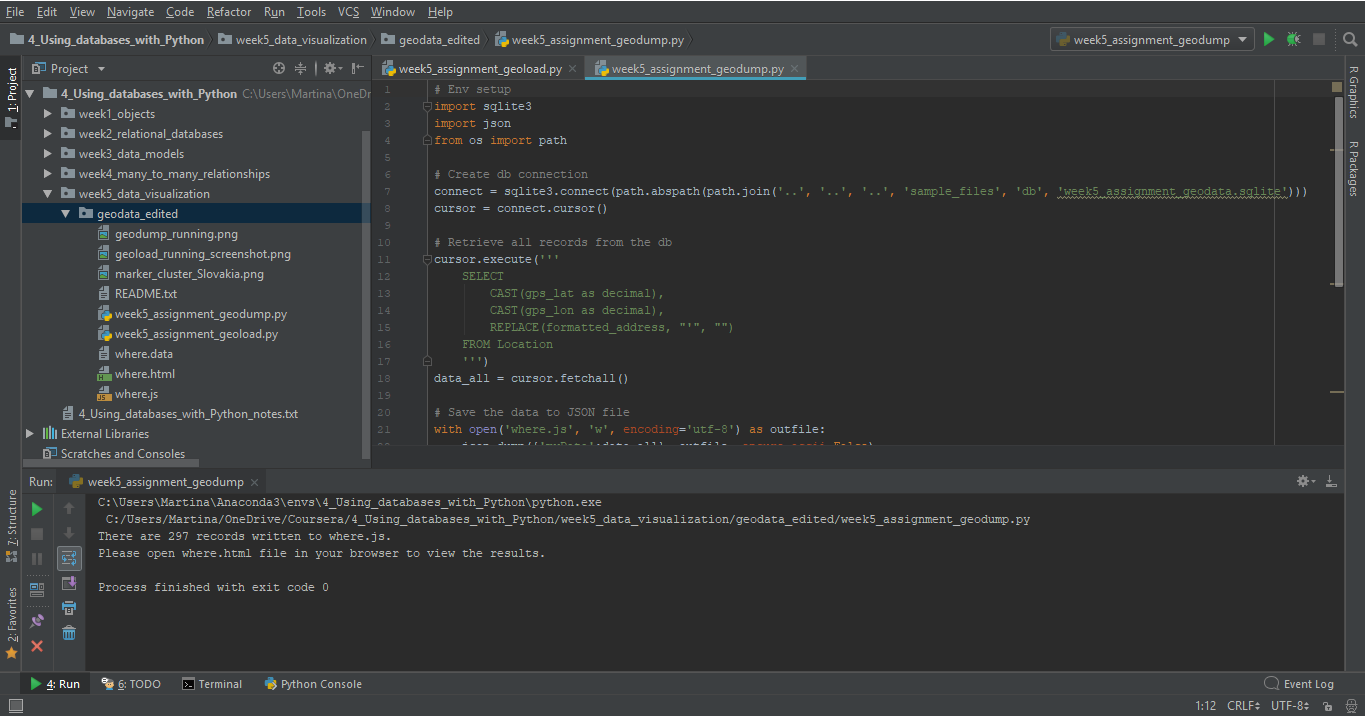 File Edit View Navigate Code Refactor Run Tools VCS Window Help
4_Using_databases_with_Python week5_data_visualization geodata_edited week5_assignment_geodump.py week5_assignment_geodump
1: Project
Project
4_Using_databases_with_Python C:\Users\Martina\OneDr
week1_objects
week2_relational_databases
week3_data_models
week4_many_to_many_relationships
week5_data_visualization
geodata_edited
geodump_running.png
geoload_running_screenshot.png
marker_cluster_Slovakia.png
README.txt
week5_assignment_geodump.py
week5_assignment_geoload.py
where.data
where.html
where.js
4_Using_databases_with_Python_notes.txt
External Libraries
Scratches and Consoles
week5_assignment_geoload.py week5_assignment_geodump.py
1 # Env setup
2 import sqlite3
3 import json
4 from os import path
5
6 # Create db connection
7 connect = sqlite3.connect(path.abspath(path.join('..', '..', '..', 'sample_files', 'db', 'week5_assignment_geodata.sqlite')))
8 cursor = connect.cursor()
9
10 # Retrieve all records from the db
11 cursor.execute('''
12 SELECT
13 CAST(gps_lat as decimal),
14 CAST(gps_lon as decimal),
15 REPLACE(formatted_address, "'", "")
16 FROM Location
17 ''')
18 data_all = cursor.fetchall()
19
20 # Save the data to JSON file
21 with open('where.js', 'w', encoding='utf-8') as outfile:
R Graphics
R Packages
Run: week5_assignment_geodump
C:\Users\Martina\Anaconda3\envs\4_Using_databases_with_Python\python.exe
C:/Users/Martina/OneDrive/Coursera/4_Using_databases_with_Python/week5_data_visualization/geodata_edited/week5_assignment_geodump.py
There are 297 records written to where.js.
Please open where.html file in your browser to view the results.
Process finished with exit code 0
7: Structure
2: Favorites
4: Run 6: TODO Terminal Python Console Event Log
1:12 CRLF UTF-8